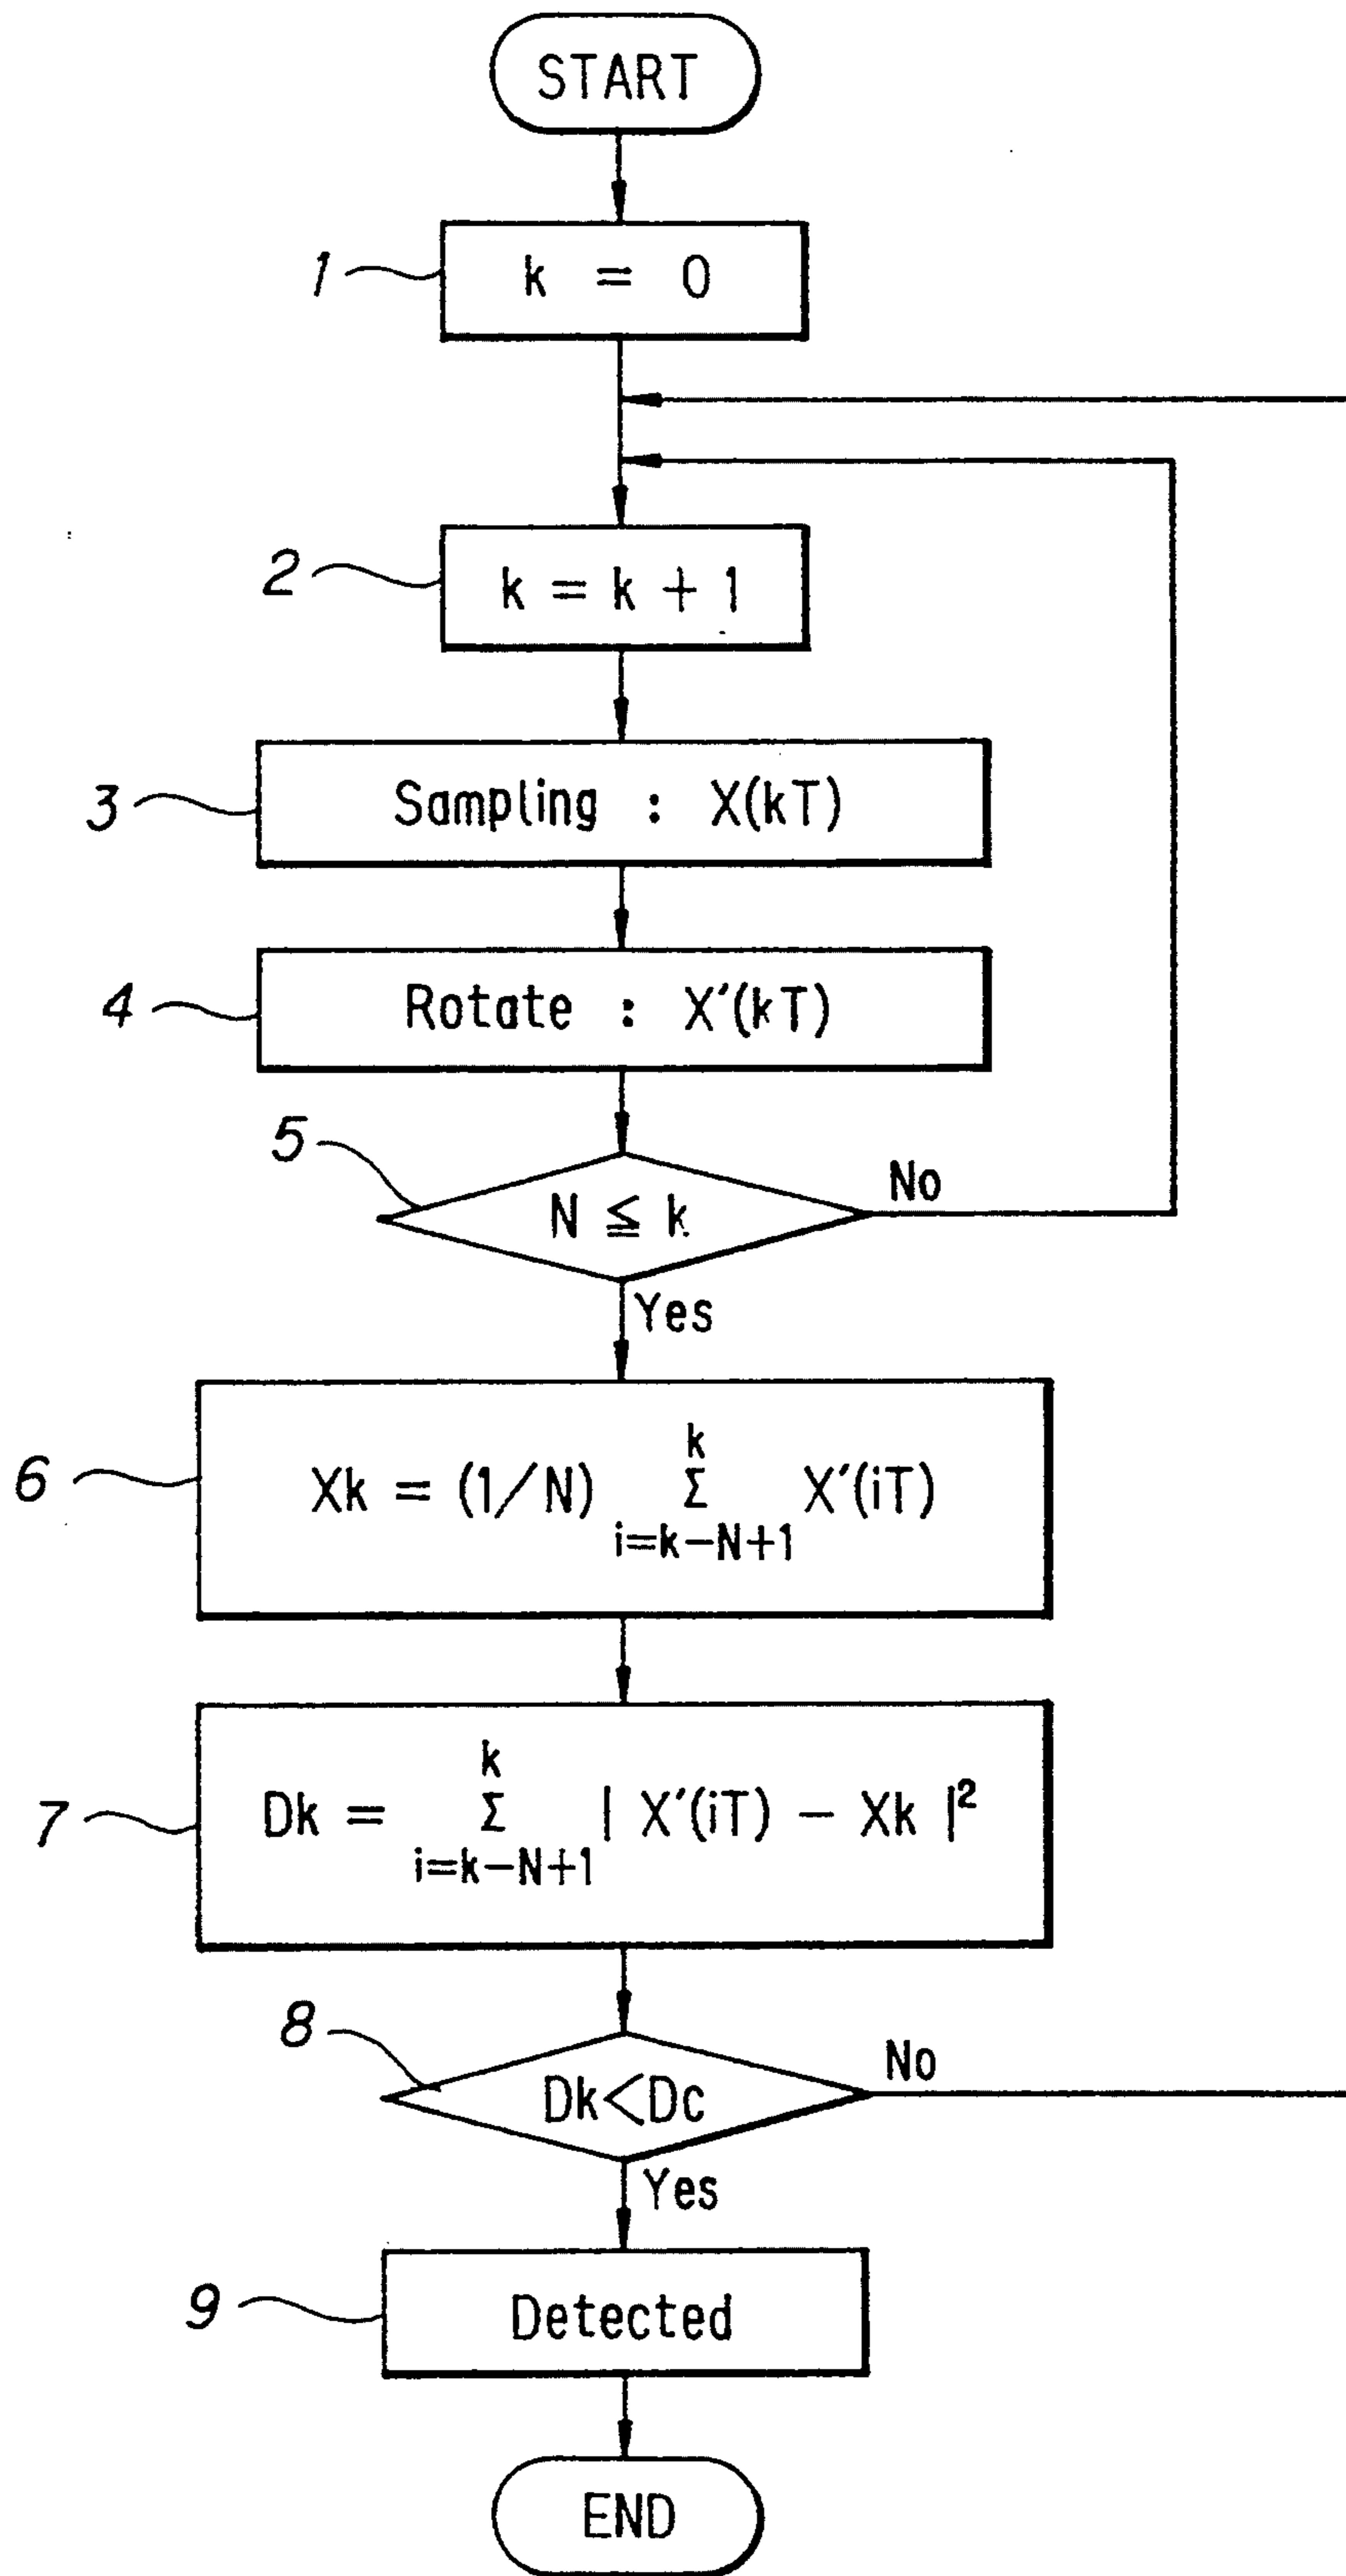 START
1
k = 0
2
k = k + 1
3
Sampling : X(kT)
4
Rotate : X′(kT)
5
N ≦ k
No
Yes
6
k
Xk = (1/N) Σ X′(iT)
i=k−N+1
7
k
Dk = Σ | X′(iT) − Xk |²
i=k−N+1
8
Dk<Dc
No
Yes
9
Detected
END